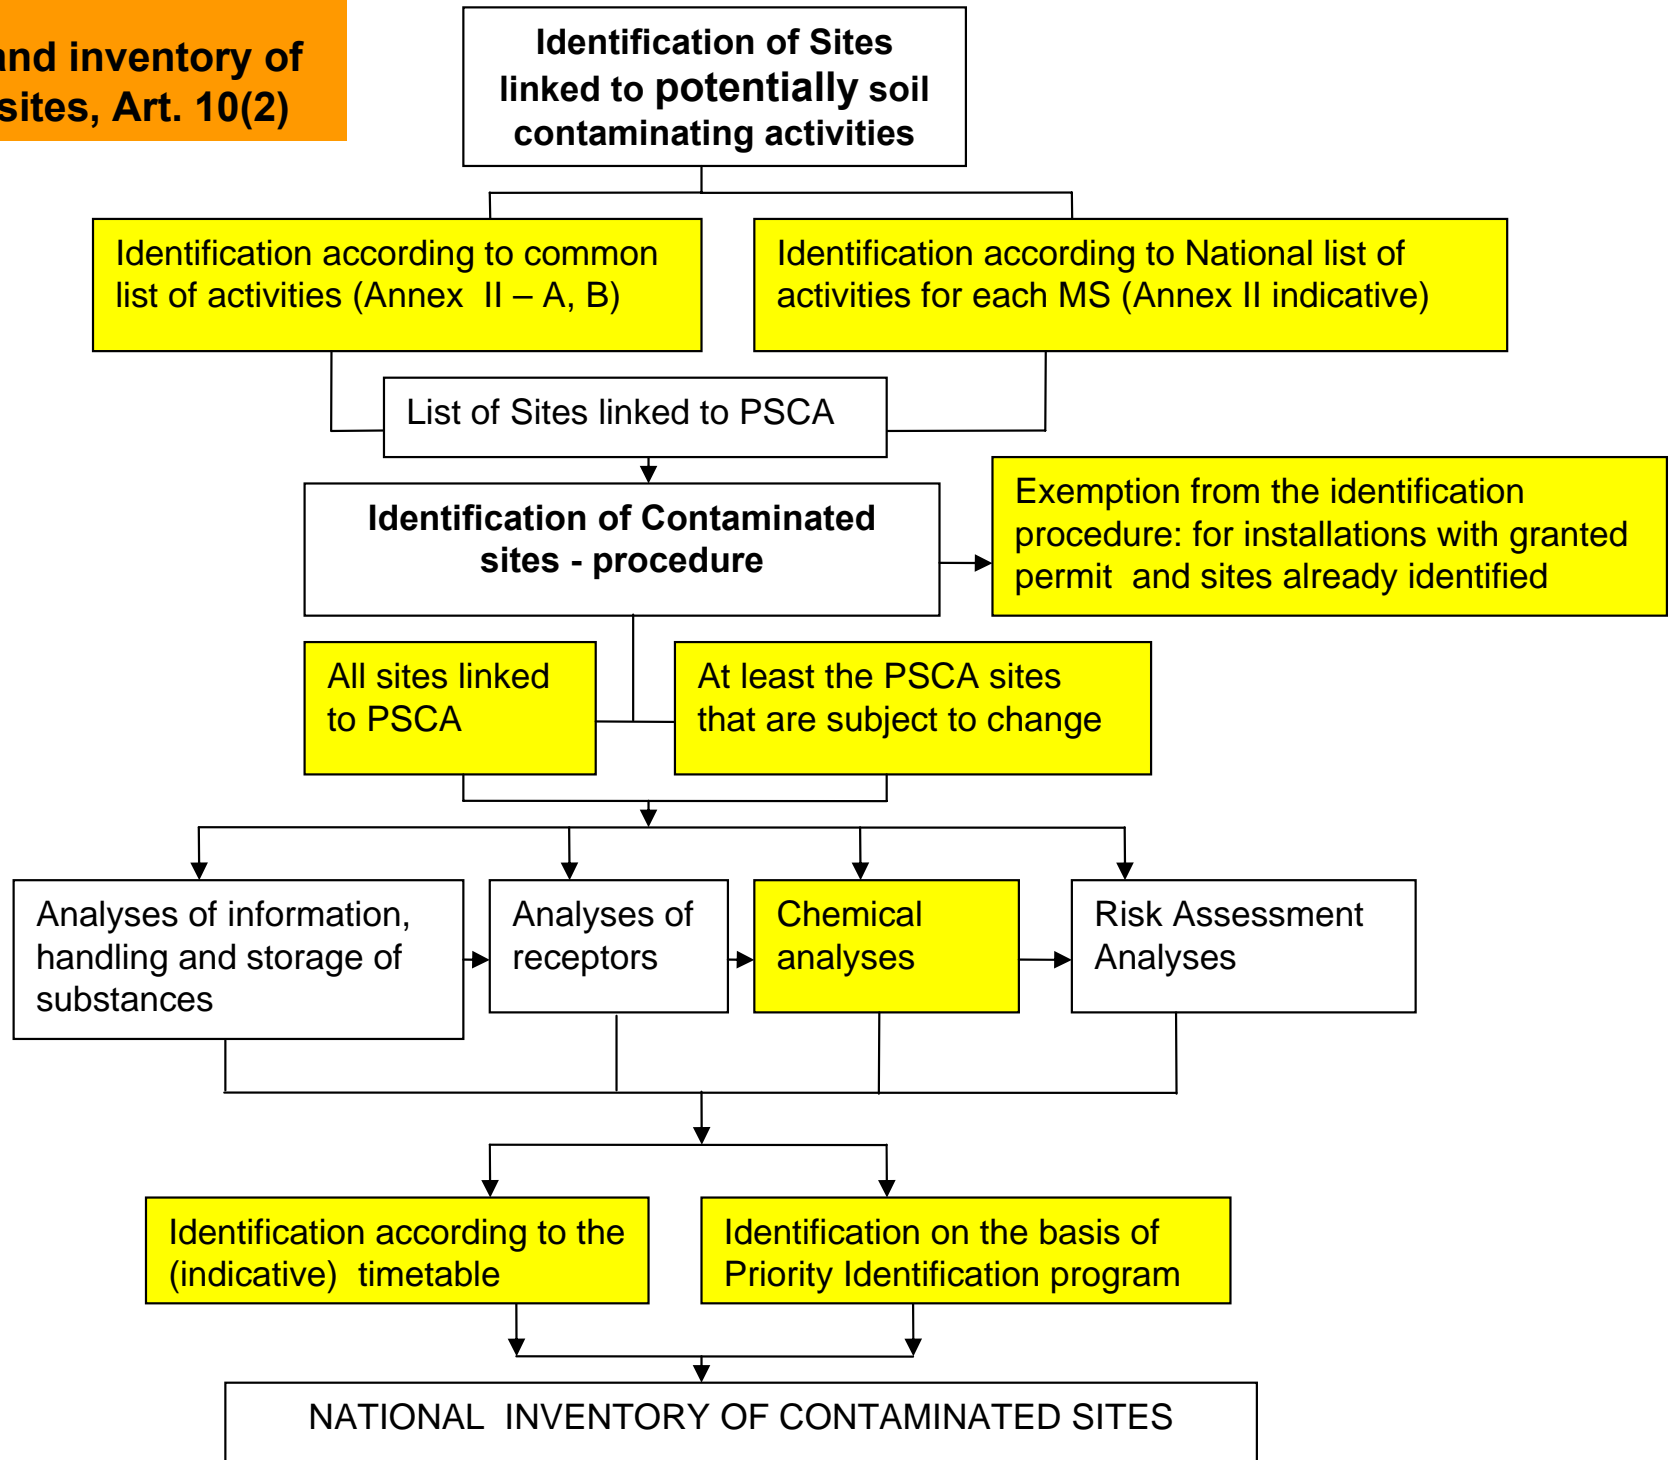 and inventory of
sites, Art. 10(2)
Identification of Sites
linked to potentially soil
contaminating activities
Identification according to common
list of activities (Annex II – A, B)
Identification according to National list of
activities for each MS (Annex II indicative)
List of Sites linked to PSCA
Identification of Contaminated
sites - procedure
Exemption from the identification
procedure: for installations with granted
permit and sites already identified
All sites linked
to PSCA
At least the PSCA sites
that are subject to change
Analyses of information,
handling and storage of
substances
Analyses of
receptors
Chemical
analyses
Risk Assessment
Analyses
Identification according to the
(indicative) timetable
Identification on the basis of
Priority Identification program
NATIONAL INVENTORY OF CONTAMINATED SITES